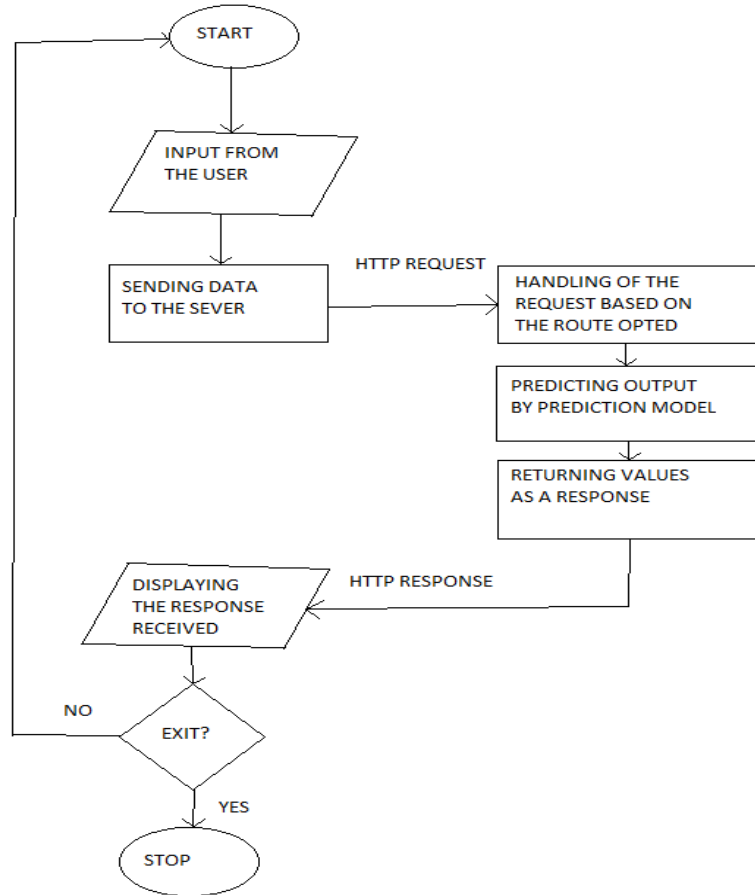 START
INPUT FROM
THE USER
SENDING DATA
TO THE SEVER
HTTP REQUEST
HANDLING OF THE
REQUEST BASED ON
THE ROUTE OPTED
PREDICTING OUTPUT
BY PREDICTION MODEL
RETURNING VALUES
AS A RESPONSE
HTTP RESPONSE
DISPLAYING
THE RESPONSE
RECEIVED
EXIT?
NO
YES
STOP